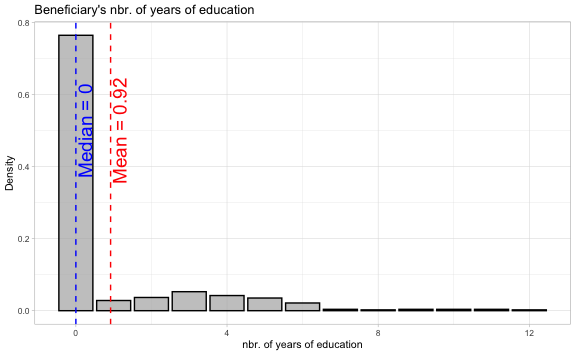 Beneficiary's nbr. of years of education
0.8
0.6
0.4
0.2
0.0
Density
Median = 0
Mean = 0.92
0
4
8
12
nbr. of years of education